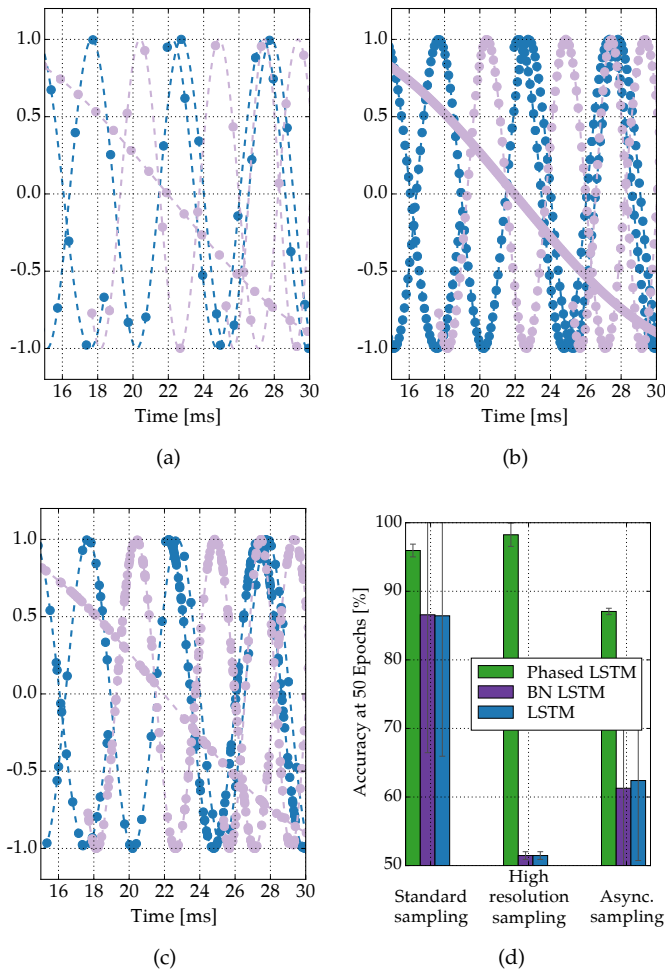 1.0
0.5
0.0
-0.5
-1.0
16 18 20 22 24 26 28 30
Time [ms]
(a)
1.0
0.5
0.0
-0.5
-1.0
16 18 20 22 24 26 28 30
Time [ms]
(b)
1.0
0.5
0.0
-0.5
-1.0
16 18 20 22 24 26 28 30
Time [ms]
(c)
Accuracy at 50 Epochs [%]
100
90
80
70
60
50
Phased LSTM
BN LSTM
LSTM
Standard
sampling
High
resolution
sampling
Async.
sampling
(d)